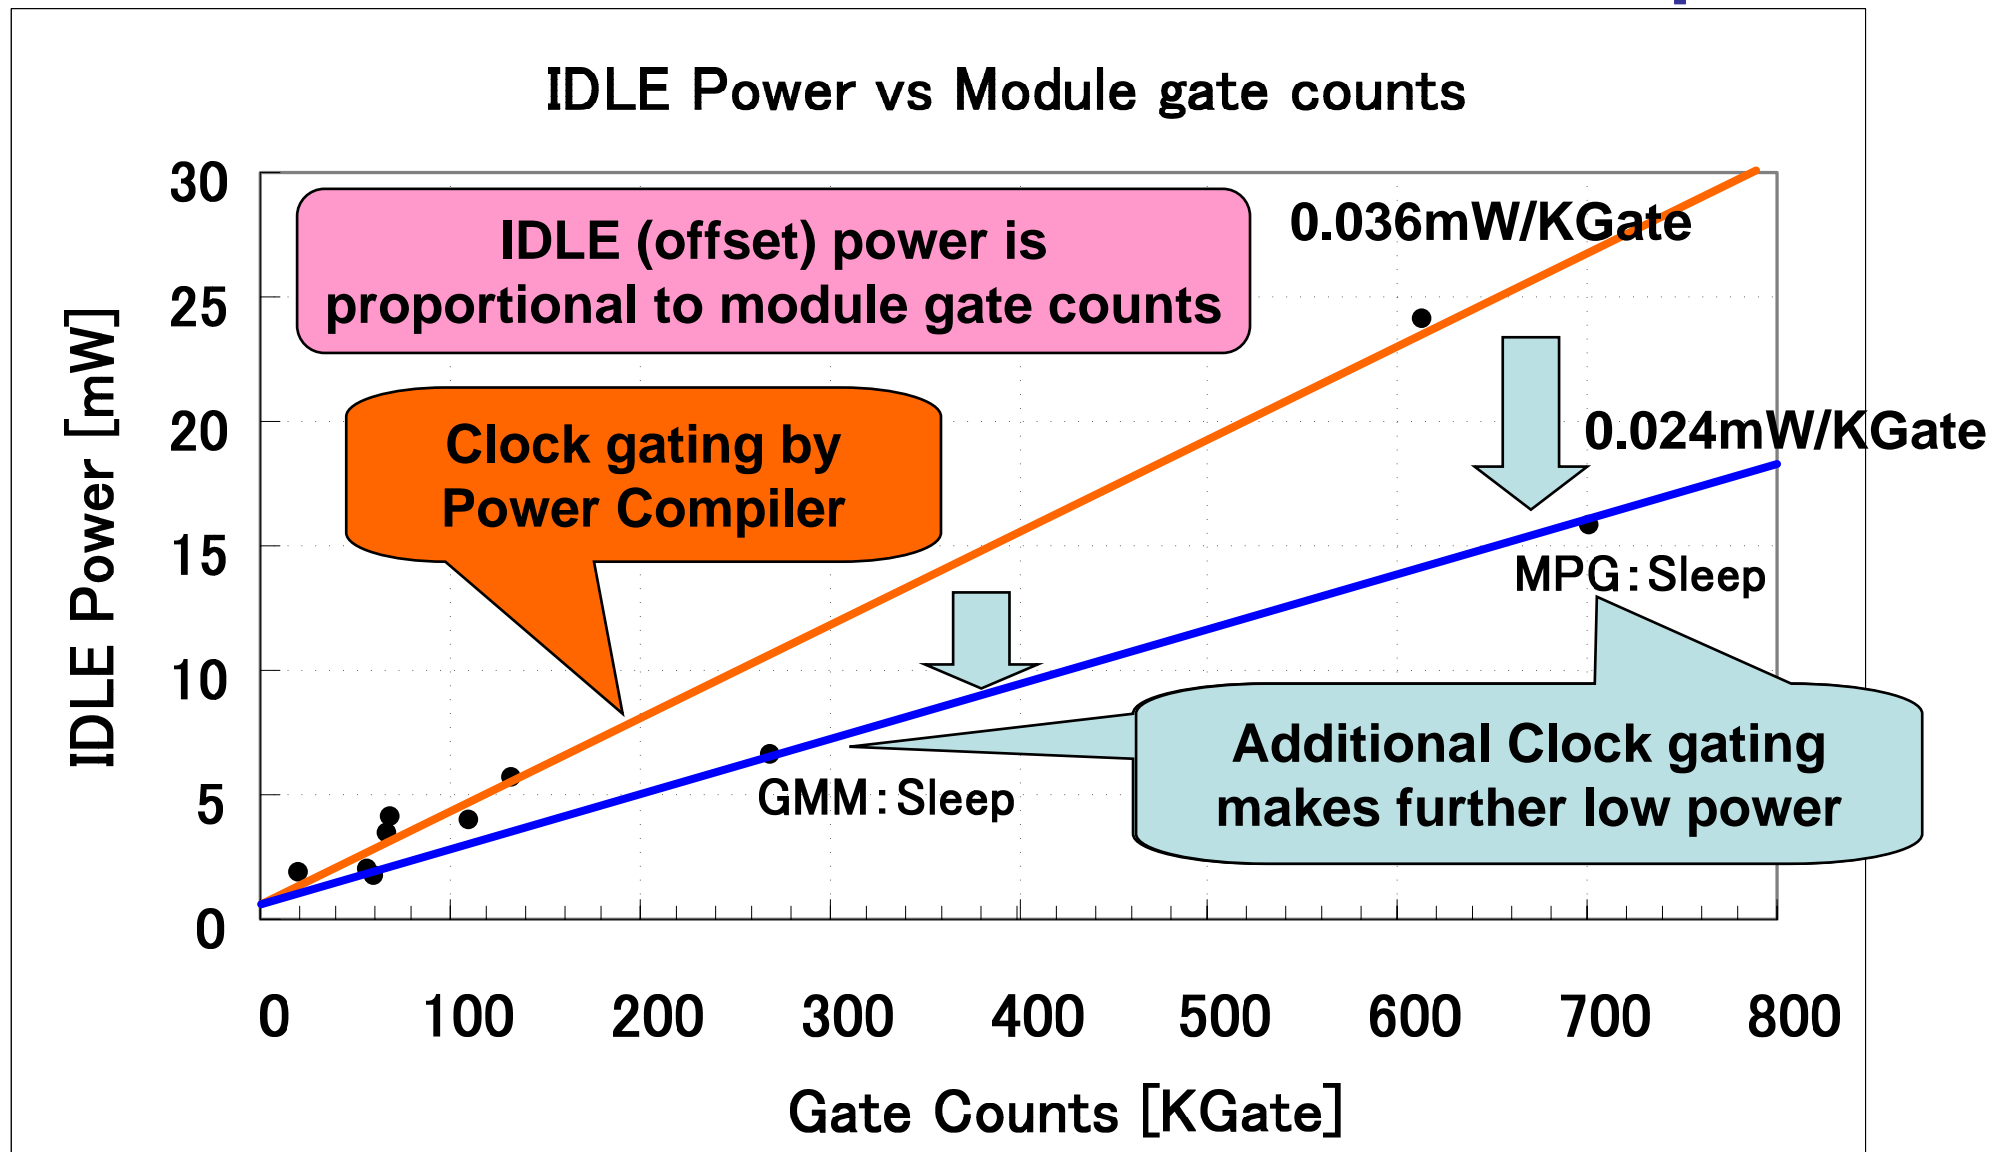 IDLE Power vs Module gate counts
30
25
20
15
10
5
0
IDLE Power [mW]
IDLE (offset) power is
proportional to module gate counts
0.036mW/KGate
Clock gating by
Power Compiler
0.024mW/KGate
MPG:Sleep
GMM:Sleep
Additional Clock gating
makes further low power
0 100 200 300 400 500 600 700 800
Gate Counts [KGate]